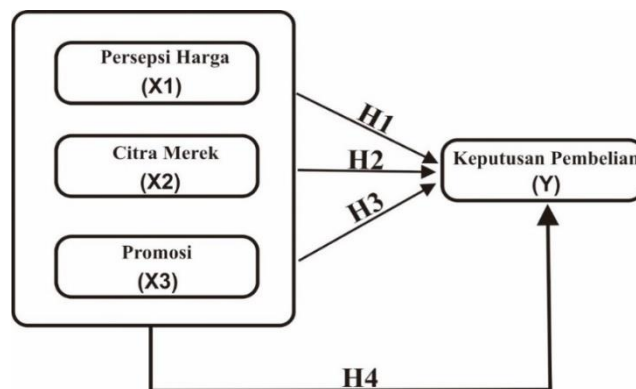 Persepsi Harga
(X1)
Citra Merek
(X2)
Promosi
(X3)
H1
H2
H3
Keputusan Pembelian
(Y)
H4